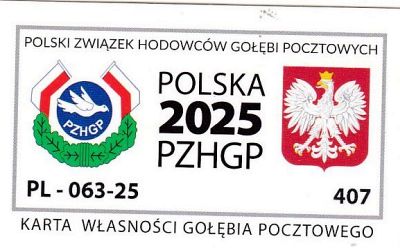 POLSKI ZWIĄZEK HODOWCÓW GOŁĘBI POCZTOWYCH
PZHGP
POLSKA
2025
PZHGP
PL - 063-25
407
KARTA WŁASNOŚCI GOŁĘBIA POCZTOWEGO